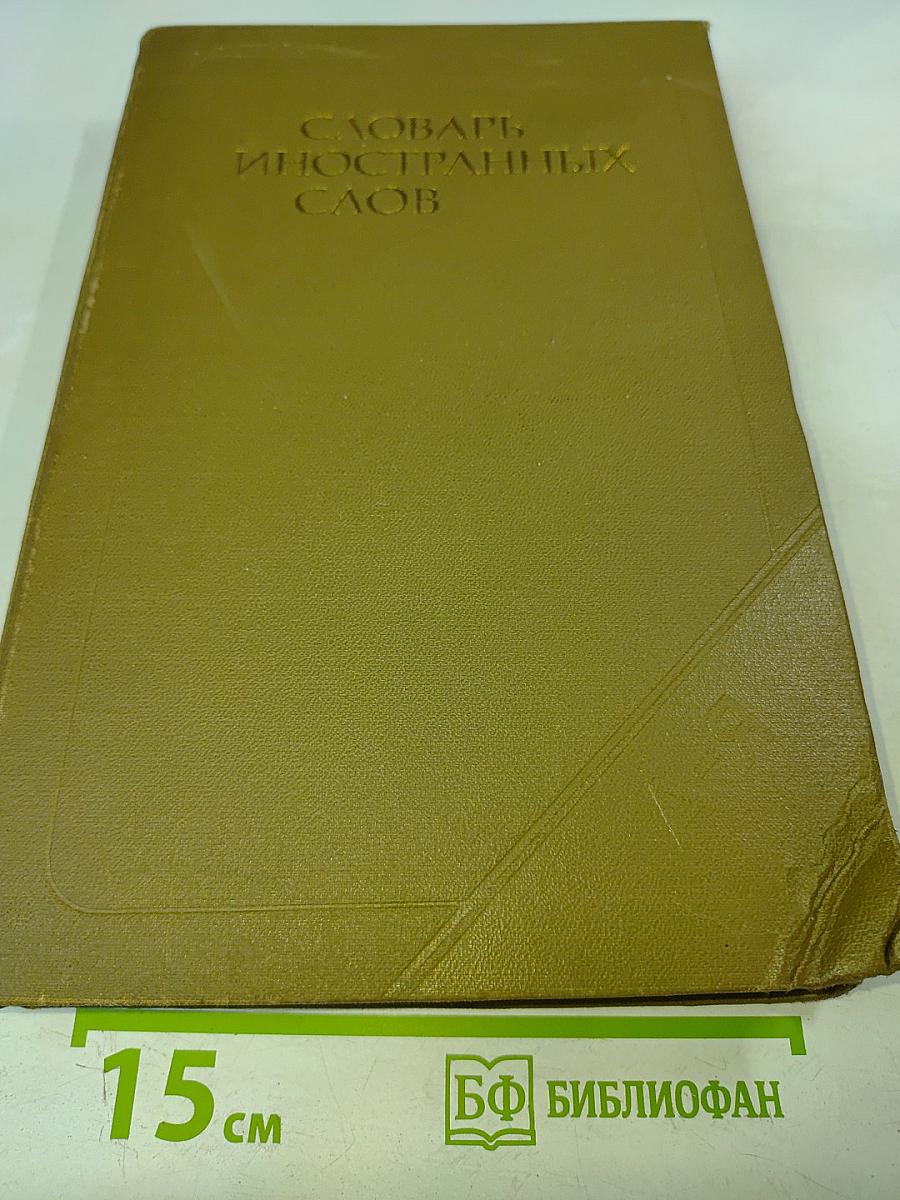 СЛОВАРЬ
ИНОСТРАННЫХ
СЛОВ
15 см
БФ БИБЛИОФАН